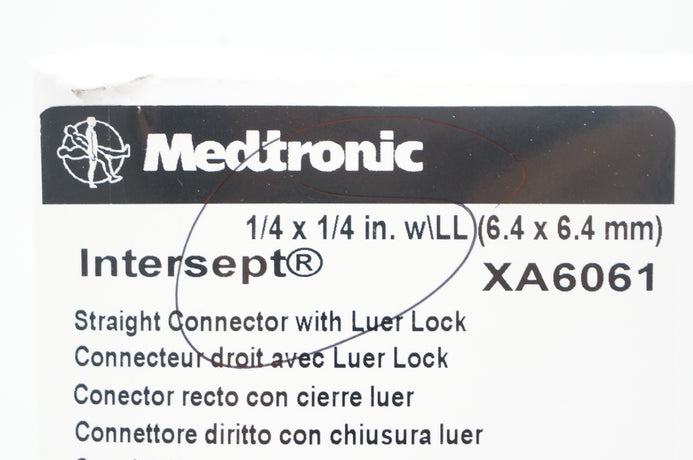 Medtronic
1/4 x 1/4 in. w\LL (6.4 x 6.4 mm)
Intersept® XA6061
Straight Connector with Luer Lock
Connecteur droit avec Luer Lock
Conector recto con cierre luer
Connettore diritto con chiusura luer